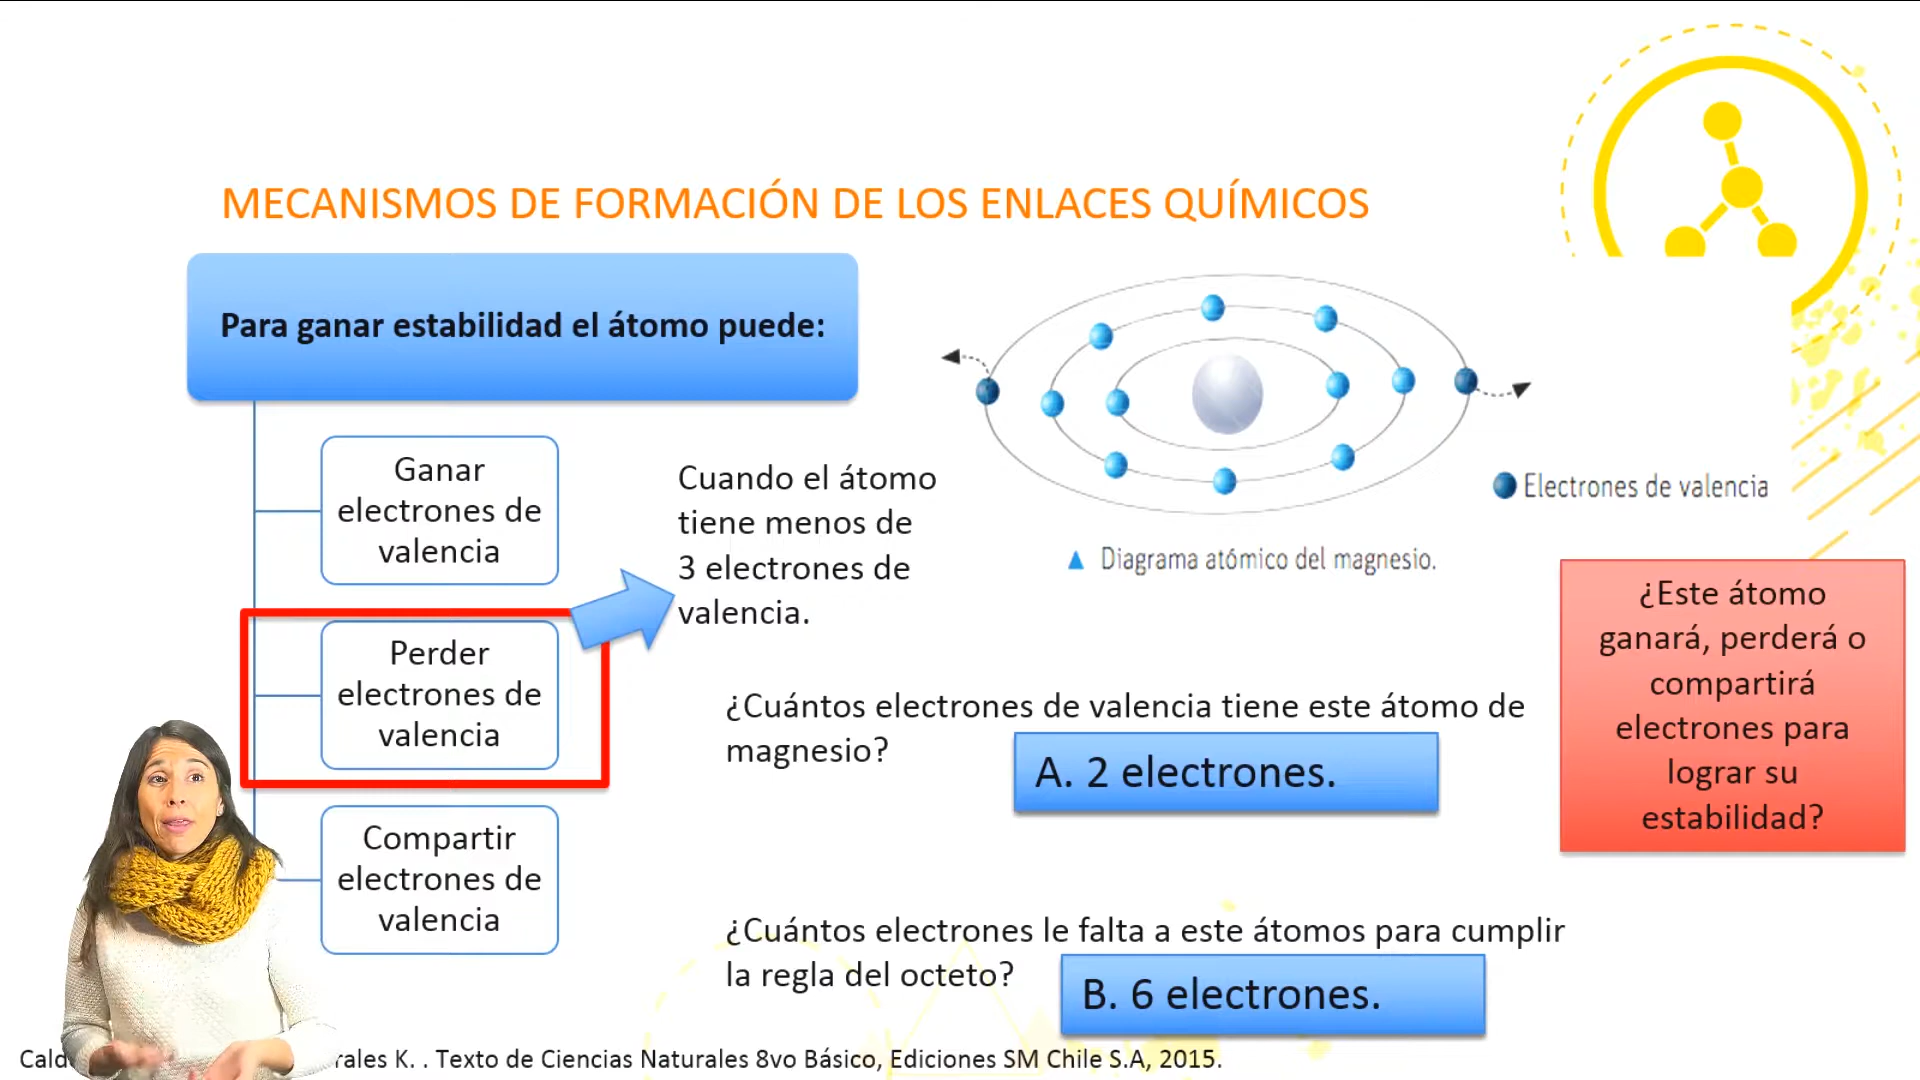 MECANISMOS DE FORMACIÓN DE LOS ENLACES QUÍMICOS
Para ganar estabilidad el átomo puede:
Ganar
electrones de
valencia
Perder
electrones de
valencia
Compartir
electrones de
valencia
Cuando el átomo
tiene menos de
3 electrones de
valencia.
Electrones de valencia
Diagrama atómico del magnesio.
¿Cuántos electrones de valencia tiene este átomo de
magnesio?
A. 2 electrones.
¿Cuántos electrones le falta a este átomos para cumplir
la regla del octeto?
B. 6 electrones.
¿Este átomo
ganará, perderá o
compartirá
electrones para
lograr su
estabilidad?
K. . Texto de Ciencias Naturales 8vo Básico, Ediciones SM Chile S.A, 2015.